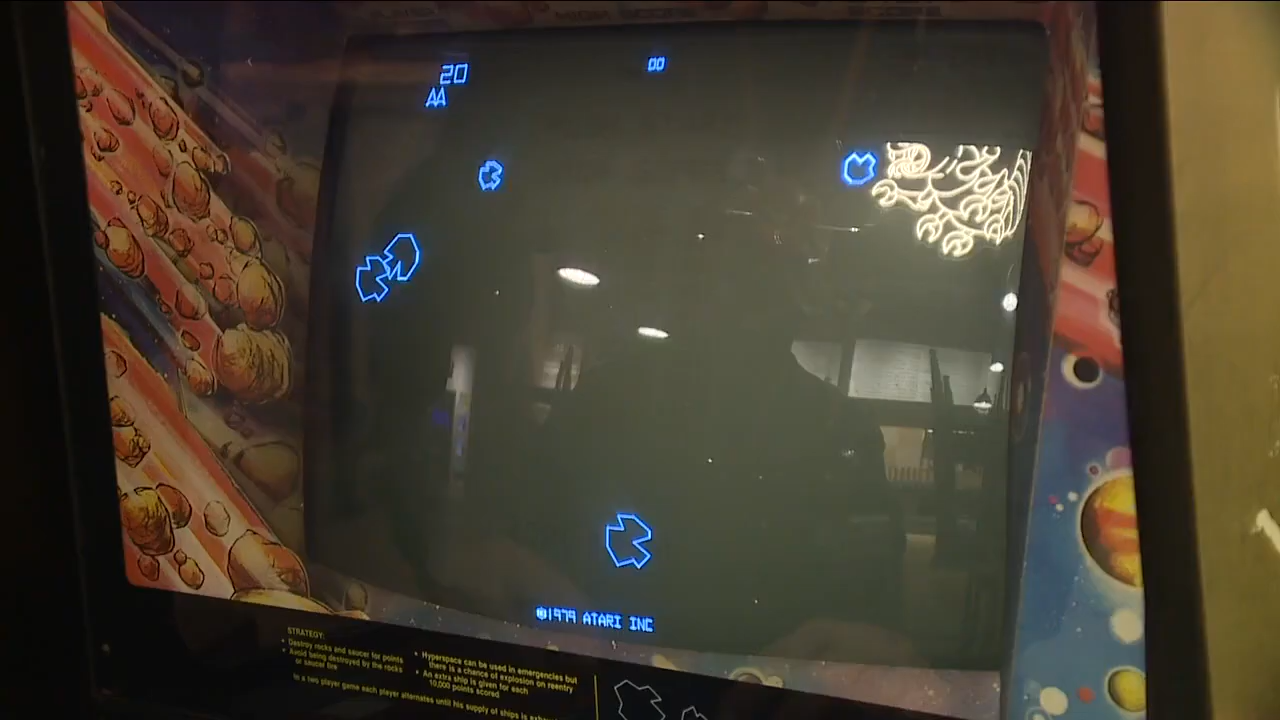 HIGH SCORE
20
00
©1979 ATARI INC
STRATEGY:
• Destroy rocks and saucer for points
• Avoid being destroyed by the rocks
or saucer fire
• Hyperspace can be used in emergencies but
there is a chance of explosion on reentry
• An extra ship is given for each
10,000 points scored
In a two player game each player alternates until his supply of ships is